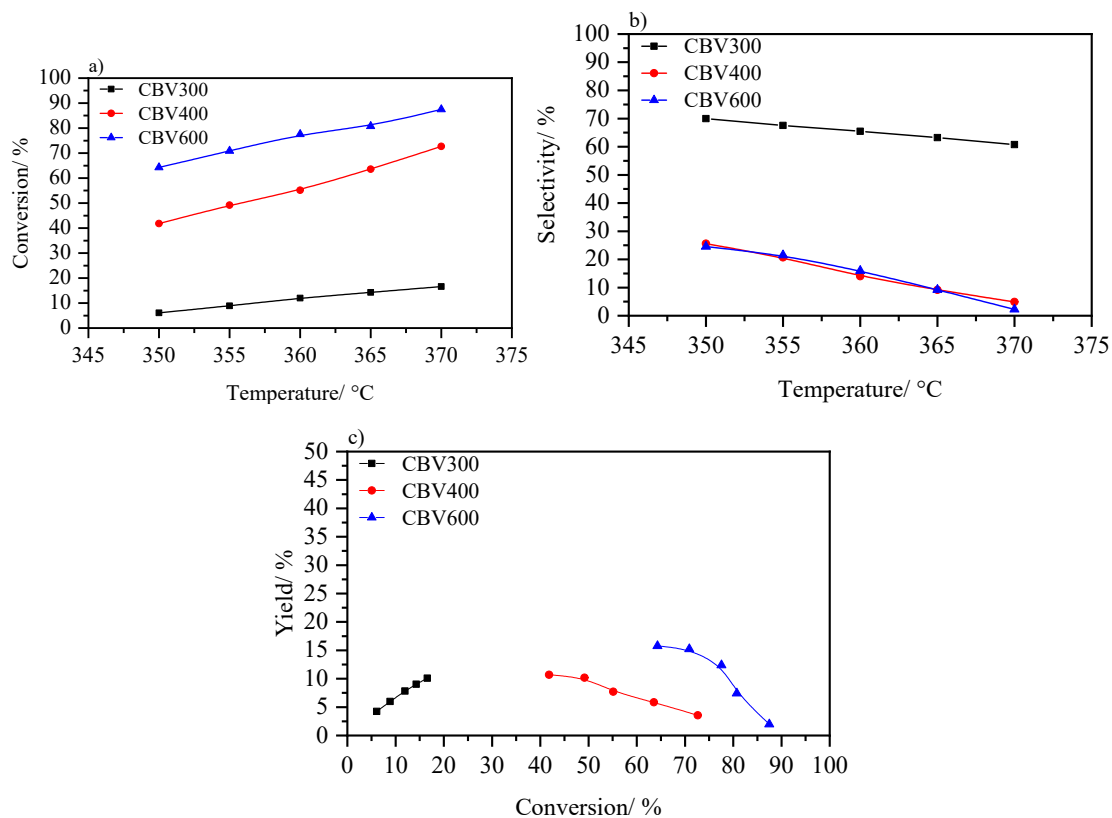 a)
CBV300
CBV400
CBV600
Conversion/ %
100
90
80
70
60
50
40
30
20
10
0
345 350 355 360 365 370 375
Temperature/ °C
b)
CBV300
CBV400
CBV600
Selectivity/ %
100
90
80
70
60
50
40
30
20
10
0
345 350 355 360 365 370 375
Temperature/ °C
c)
CBV300
CBV400
CBV600
Yield/ %
50
45
40
35
30
25
20
15
10
5
0
0 10 20 30 40 50 60 70 80 90 100
Conversion/ %